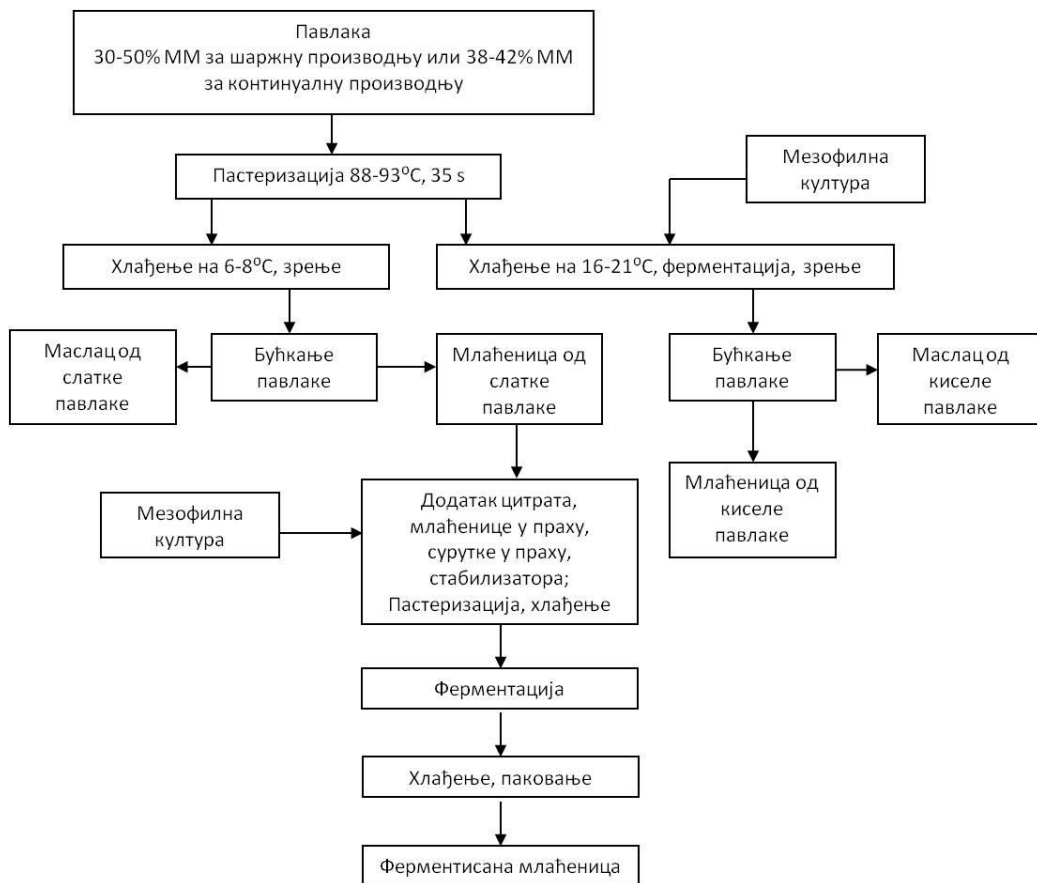 Павлака
30-50% ММ за шаржну производњу или 38-42% ММ
за континуалну производњу
Пастеризација 88-93⁰C, 35 s
Мезофилна
култура
Хлађење на 6-8⁰C, зрење
Хлађење на 16-21⁰C, ферментација, зрење
Маслац од
слатке
павлаке
Бућкање
павлаке
Млаћеница од
слатке
павлаке
Бућкање
павлаке
Маслац од
киселе
павлаке
Мезофилна
култура
Додатак цитрата,
млаћенице у праху,
сурутке у праху,
стабилизатора;
Пастеризација, хлађење
Млаћеница од
киселе
павлаке
Ферментација
Хлађење, паковање
Ферментисана млаћеница